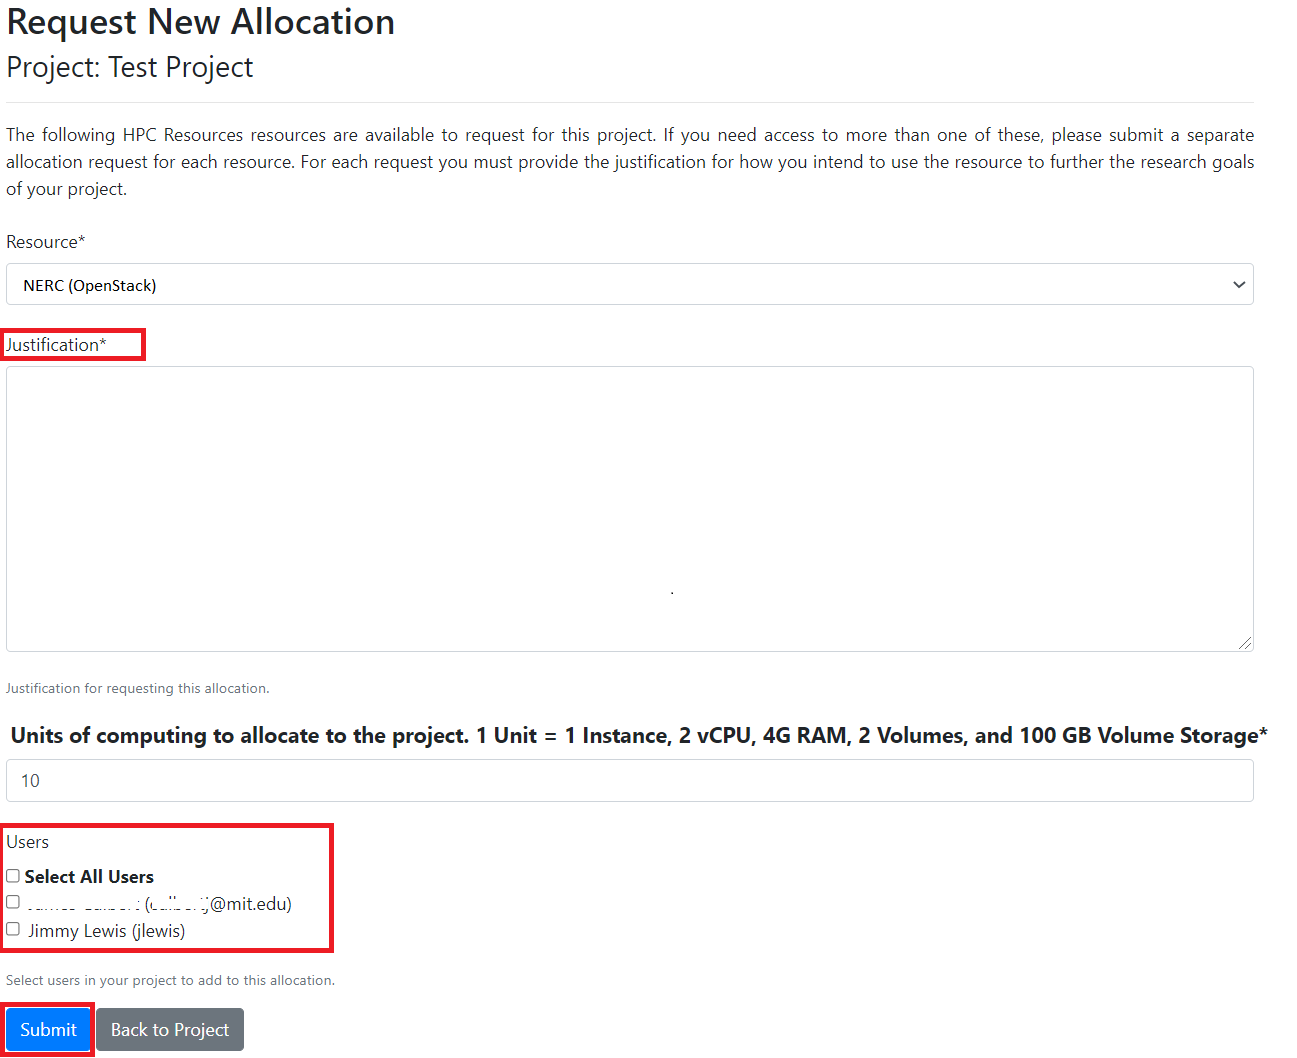 Request New Allocation
Project: Test Project
The following HPC Resources resources are available to request for this project. If you need access to more than one of these, please submit a separate
allocation request for each resource. For each request you must provide the justification for how you intend to use the resource to further the research goals
of your project.
Resource*
NERC (OpenStack)
Justification*
.
Justification for requesting this allocation.
Units of computing to allocate to the project. 1 Unit = 1 Instance, 2 vCPU, 4G RAM, 2 Volumes, and 100 GB Volume Storage*
10
Users
Select All Users
@mit.edu)
Jimmy Lewis (jlewis)
Select users in your project to add to this allocation.
Submit
Back to Project